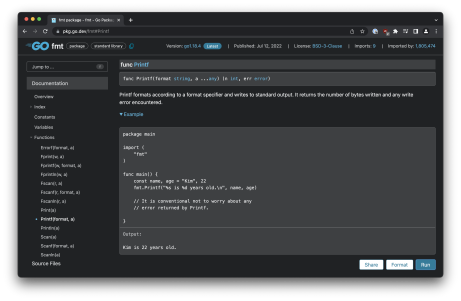 fmt package - fmt - Go Packa
pkg.go.dev/fmt#Printf
GO fmt package standard library
Version: go1.18.4 Latest | Published: Jul 12, 2022 | License: BSD-3-Clause | Imports: 9 | Imported by: 1,805,474
Jump to ...
Documentation
Overview
Index
Constants
Variables
Functions
Errorf(format, a)
Fprint(w, a)
Fprintf(w, format, a)
Fprintln(w, a)
Fscan(r, a)
Fscanf(r, format, a)
Fscanln(r, a)
Print(a)
Printf(format, a)
Println(a)
Scan(a)
Scanf(format, a)
Scanln(a)
Source Files
func Printf
func Printf(format string, a ...any) (n int, err error)
Printf formats according to a format specifier and writes to standard output. It returns the number of bytes written and any write
error encountered.
▾ Example
package main
import (
"fmt"
)
func main() {
const name, age = "Kim", 22
fmt.Printf("%s is %d years old.\n", name, age)
// It is conventional not to worry about any
// error returned by Printf.
}
Output:
Kim is 22 years old.
Share Format Run